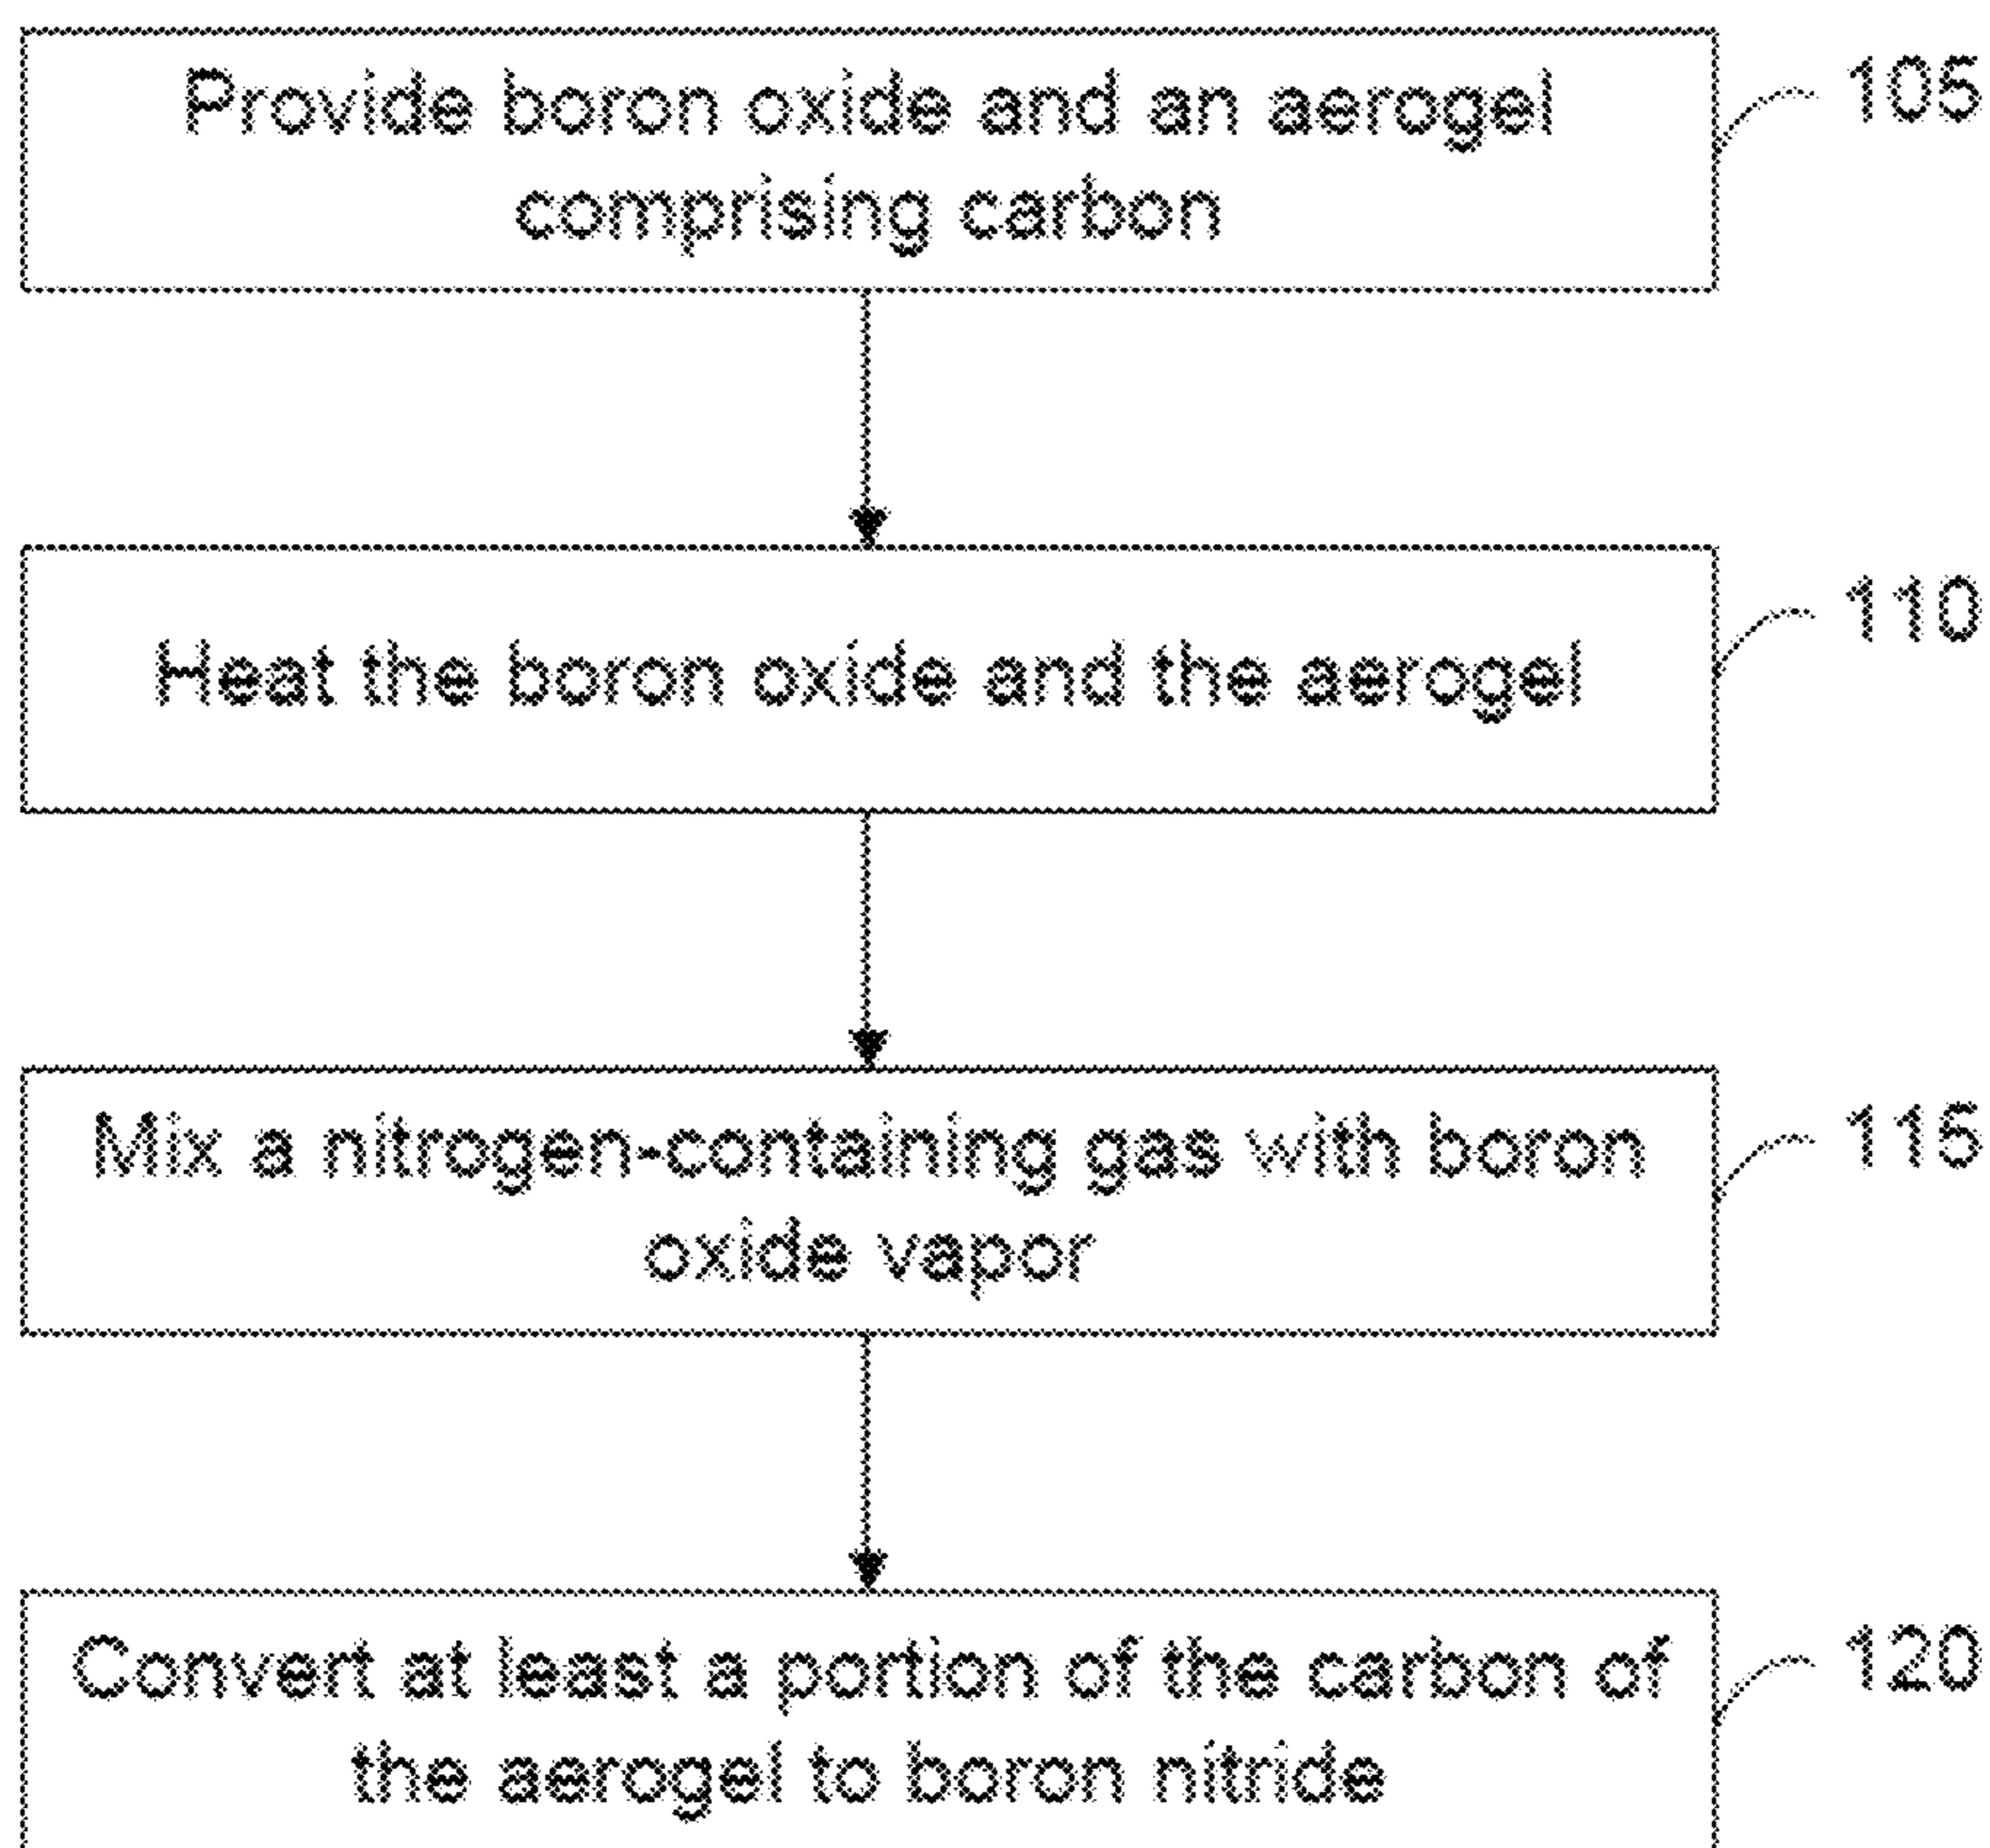 Provide boron oxide and an aerogel
comprising carbon
105
Heat the boron oxide and the aerogel
110
Mix a nitrogen-containing gas with boron
oxide vapor
115
Convert at least a portion of the carbon of
the aerogel to boron nitride
120